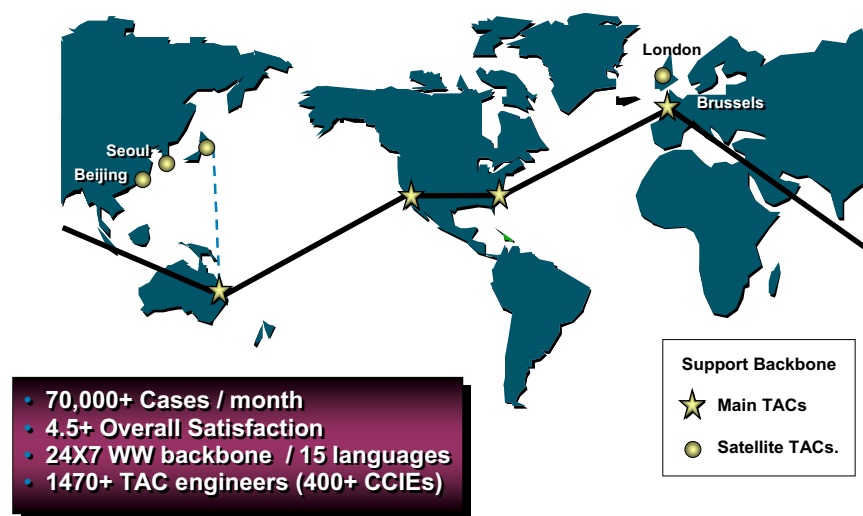 London
Brussels
Seoul
Beijing
• 70,000+ Cases / month
• 4.5+ Overall Satisfaction
• 24X7 WW backbone / 15 languages
• 1470+ TAC engineers (400+ CCIEs)
Support Backbone
Main TACs
Satellite TACs.